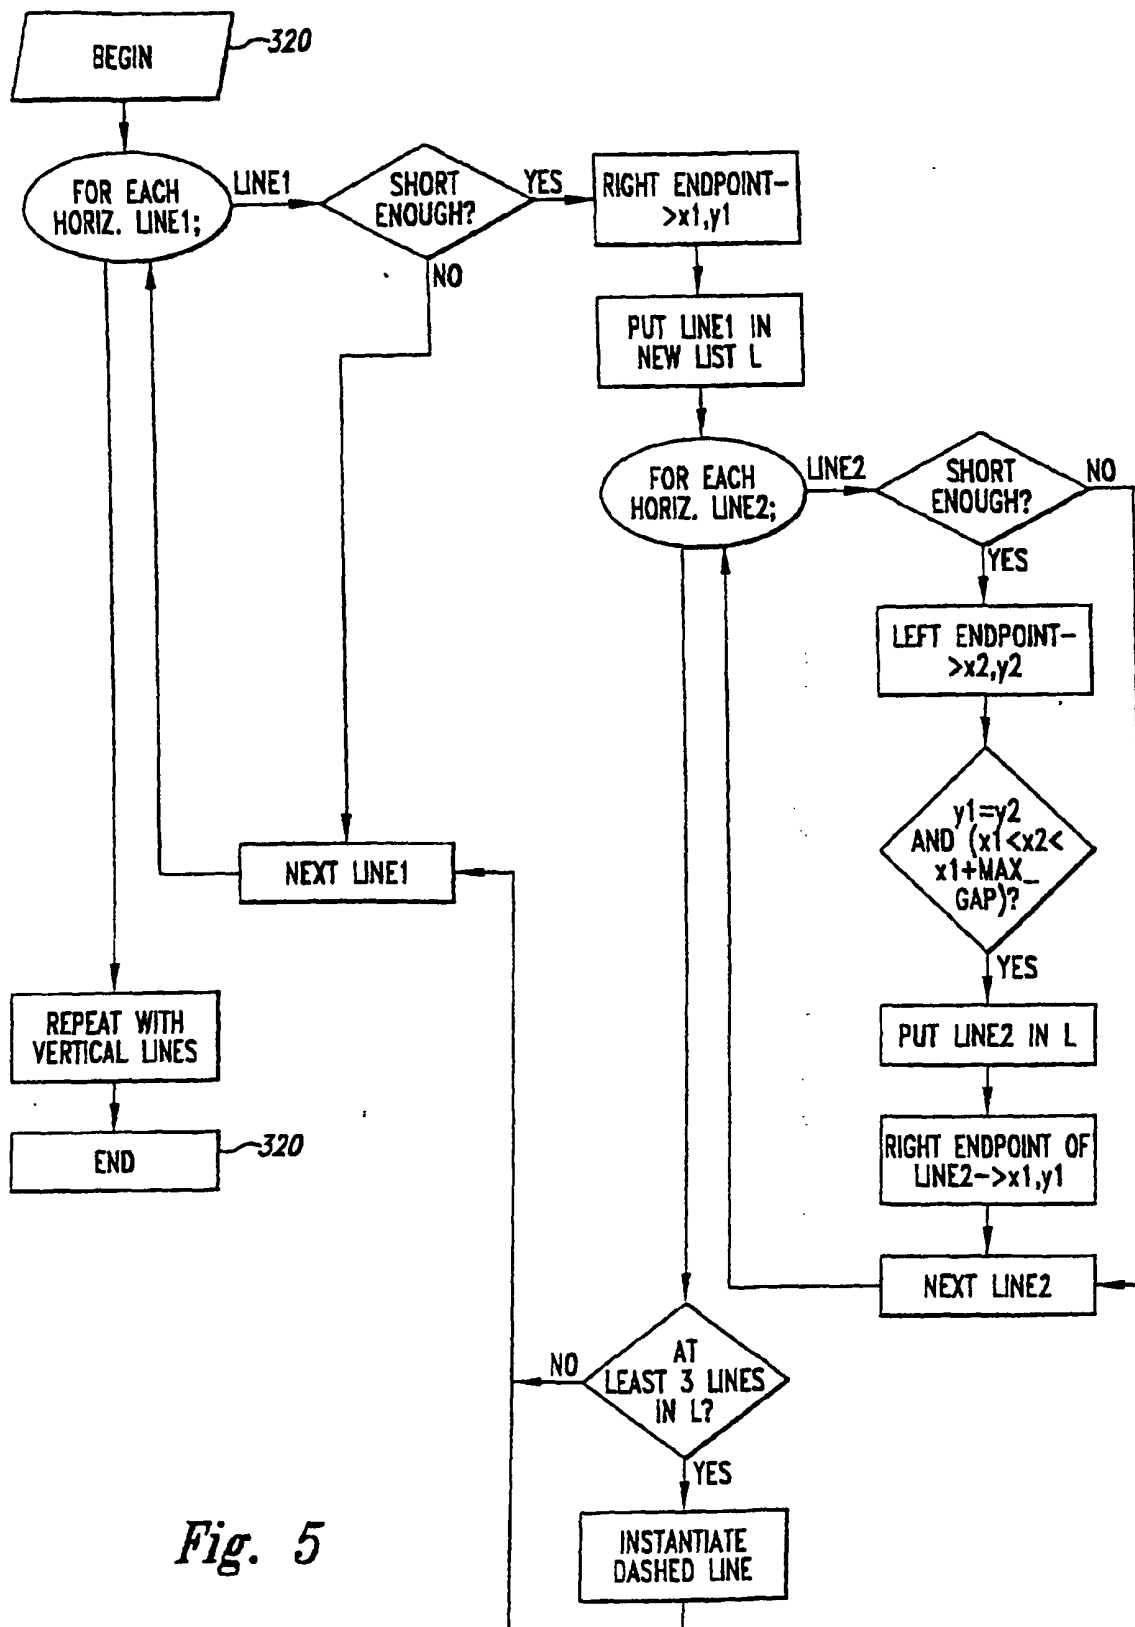 BEGIN
320
FOR EACH
HORIZ. LINE1;
LINE1
SHORT
ENOUGH?
YES
NO
RIGHT ENDPOINT-
>x1,y1
PUT LINE1 IN
NEW LIST L
FOR EACH
HORIZ. LINE2;
LINE2
SHORT
ENOUGH?
NO
YES
LEFT ENDPOINT-
>x2,y2
y1=y2
AND (x1<x2<
x1+MAX_
GAP)?
YES
PUT LINE2 IN L
RIGHT ENDPOINT OF
LINE2->x1,y1
NEXT LINE2
NEXT LINE1
REPEAT WITH
VERTICAL LINES
END
320
AT
LEAST 3 LINES
IN L?
NO
YES
INSTANTIATE
DASHED LINE
Fig. 5